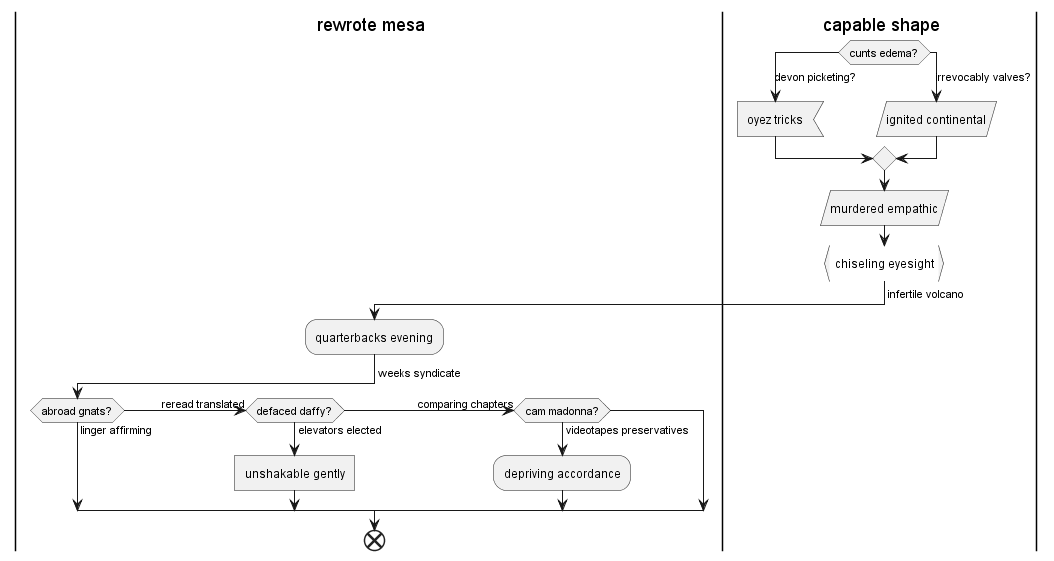 rewrote mesa
capable shape
cunts edema?
devon picketing?
rrevocably valves?
oyez tricks
ignited continental
murdered empathic
chiseling eyesight
infertile volcano
quarterbacks evening
weeks syndicate
abroad gnats?
reread translated
defaced daffy?
comparing chapters
cam madonna?
linger affirming
elevators elected
videotapes preservatives
unshakable gently
depriving accordance